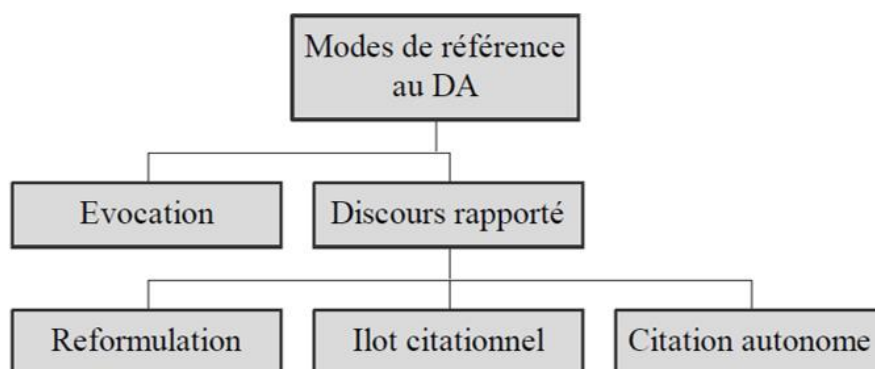 Modes de référence
au DA
Evocation
Discours rapporté
Reformulation
Ilot citationnel
Citation autonome